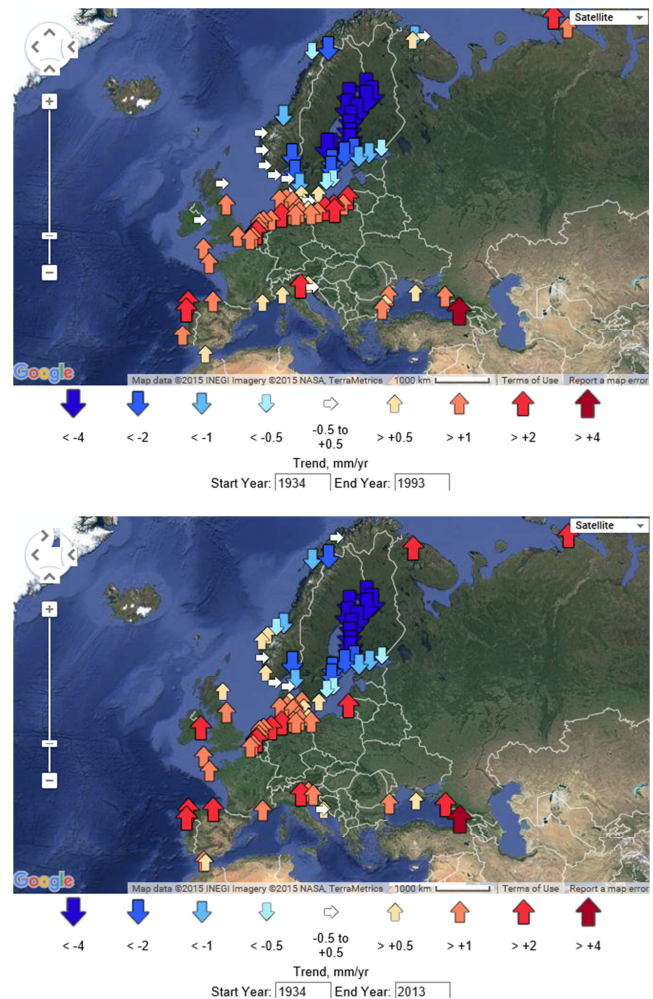 Satellite
Google
Map data ©2015 INEGI Imagery ©2015 NASA, TerraMetrics 1000 km Terms of Use Report a map error
< -4 < -2 < -1 < -0.5 -0.5 to +0.5 > +0.5 > +1 > +2 > +4
Trend, mm/yr
Start Year: 1934 End Year: 1993
Satellite
Google
Map data ©2015 INEGI Imagery ©2015 NASA, TerraMetrics 1000 km Terms of Use Report a map error
< -4 < -2 < -1 < -0.5 -0.5 to +0.5 > +0.5 > +1 > +2 > +4
Trend, mm/yr
Start Year: 1934 End Year: 2013